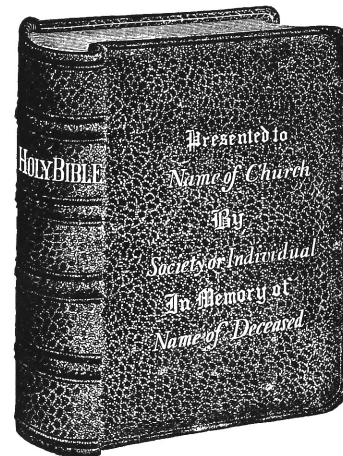 HOLY BIBLE
Presented to
Name of Church
By
Society or Individual
In Memory of
Name of Deceased